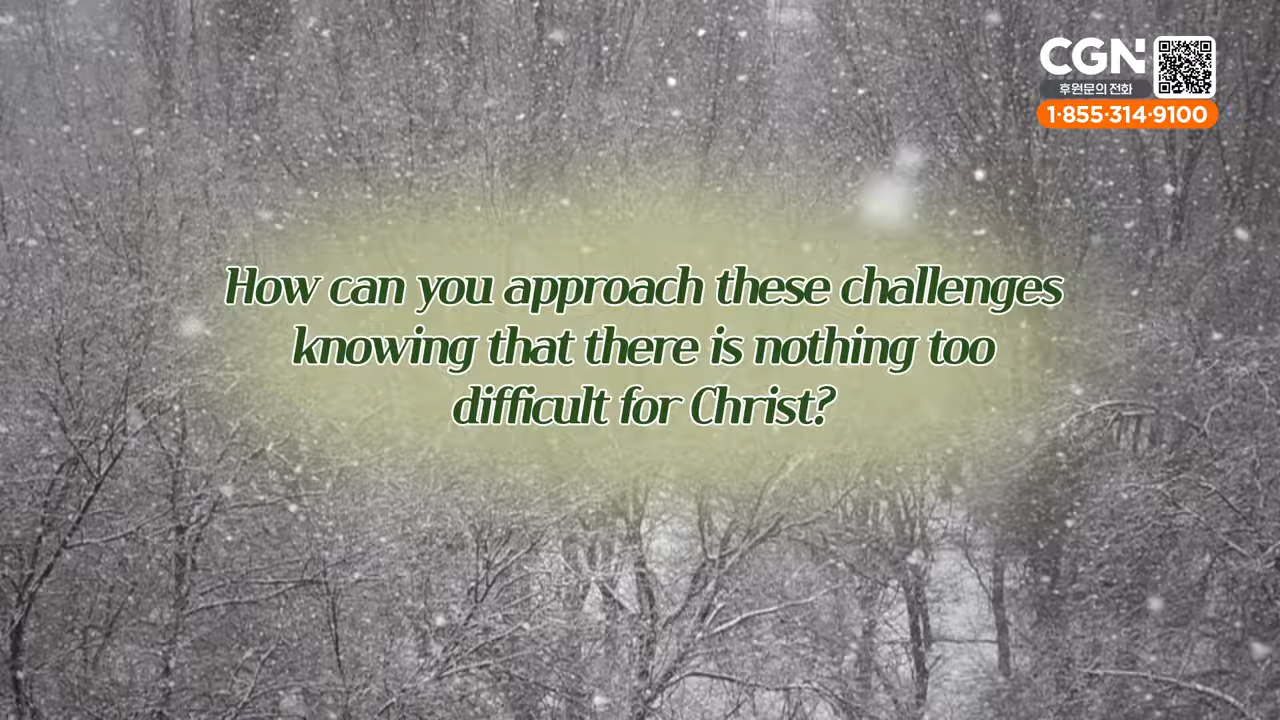 CGN
후원문의 전화
1·855·314·9100
How can you approach these challenges
knowing that there is nothing too
difficult for Christ?